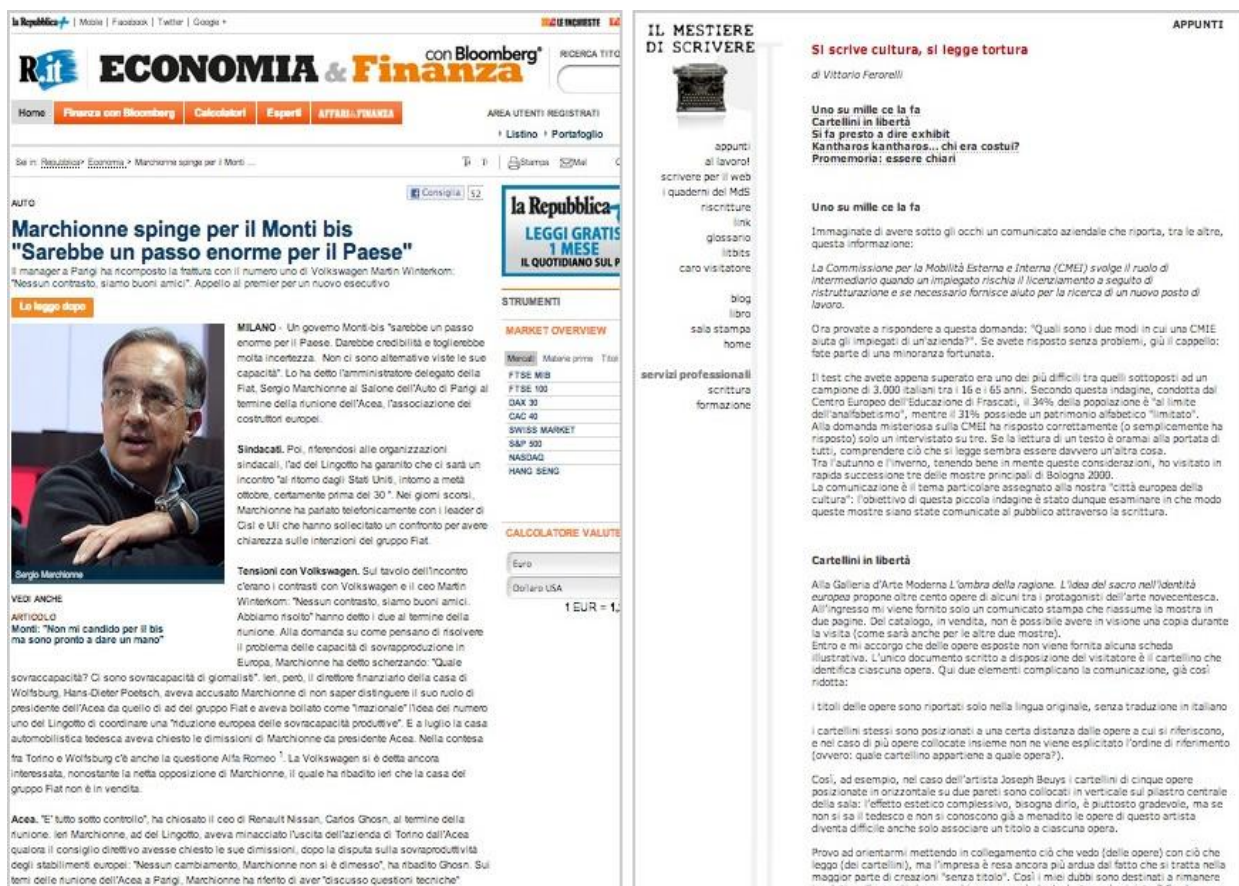 la Repubblica + | Mobile | Facebook | Twitter | Google +
LE INCHIESTE
R.it ECONOMIA & Finanza
con Bloomberg
RICERCA TITO
Home Finanza con Bloomberg Calcolatori Esperti AFFARI & FINANZA
AREA UTENTI REGISTRATI
Listino Portafoglio
Sei in: Repubblica > Economia > Marchionne spinge per il Monti ...
Stampa Mail
Consiglia 52
AUTO
Marchionne spinge per il Monti bis
"Sarebbe un passo enorme per il Paese"
Il manager a Parigi ha ricomposto la frattura con il numero uno di Volkswagen Martin Winterkorn:
"Nessun contrasto, siamo buoni amici". Appello al premier per un nuovo esecutivo
Lo leggo dopo
Sergio Marchionne
VEDI ANCHE
ARTICOLO
Monti: "Non mi candido per il bis
ma sono pronto a dare un mano"
MILANO - Un governo Monti-bis "sarebbe un passo
enorme per il Paese. Darebbe credibilità e toglierebbe
molta incertezza. Non ci sono alternative viste le sue
capacità". Lo ha detto l'amministratore delegato della
Fiat, Sergio Marchionne al Salone dell'Auto di Parigi al
termine della riunione dell'Acea, l'associazione dei
costruttori europei.
Sindacati. Poi, riferendosi alle organizzazioni
sindacali, l'ad del Lingotto ha garanito che ci sarà un
incontro "al ritorno dagli Stati Uniti, intorno a metà
ottobre, certamente prima del 30 ". Nei giorni scorsi,
Marchionne ha parlato telefonicamente con i leader di
Cisl e Uil che hanno sollecitato un confronto per avere
chiarezza sulle intenzioni del gruppo Fiat.
Tensioni con Volkswagen. Sul tavolo dell'incontro
c'erano i contrasti con Volkswagen e il ceo Martin
Winterkorn: "Nessun contrasto, siamo buoni amici.
Abbiamo risolto" hanno detto i due al termine della
riunione. Alla domanda su come pensano di risolvere
il problema delle capacità di sovrapproduzione in
Europa, Marchionne ha detto scherzando: "Quale
sovraccapacità? Ci sono sovracapacità di giornalisti". Ieri, però, il direttore finanziario della casa di
Wolfsburg, Hans-Dieter Poetsch, aveva accusato Marchionne di non saper distinguere il suo ruolo di
presidente dell'Acea da quello di ad del gruppo Fiat e aveva bollato come "irrazionale" l'idea del numero
uno del Lingotto di coordinare una "riduzione europea delle sovracapacità produttive". E a luglio la casa
automobilistica tedesca aveva chiesto le dimissioni di Marchionne da presidente Acea. Nella contesa
fra Torino e Wolfsburg c'è anche la questione Alfa Romeo 1. La Volkswagen si è detta ancora
interessata, nonostante la netta opposizione di Marchionne, il quale ha ribadito ieri che la casa del
gruppo Fiat non è in vendita.
Acea. "E' tutto sotto controllo", ha chiosato il ceo di Renault Nissan, Carlos Ghosn, al termine della
riunione. Ieri Marchionne, ad del Lingotto, aveva minacciato l'uscita dell'azienda di Torino dall'Acea
qualora il consiglio direttivo avesse chiesto le sue dimissioni, dopo la disputa sulla sovraproduttività
degli stabilimenti europei: "Nessun cambiamento, Marchionne non si è dimesso", ha ribadito Ghosn. Sui
temi delle riunione dell'Acea a Parigi, Marchionne ha riferito di aver "discusso questioni tecniche"
la Repubblica
LEGGI GRATIS
1 MESE
IL QUOTIDIANO SUL P
STRUMENTI
MARKET OVERVIEW
Mercati Materie prime Titol
FTSE MIB
FTSE 100
DAX 30
CAC 40
SWISS MARKET
S&P 500
NASDAQ
HANG SENG
CALCOLATORE VALUTE
Euro
Dollaro USA
1 EUR = 1,
IL MESTIERE
DI SCRIVERE
appunti
al lavoro!
scrivere per il web
i quaderni del MdS
riscritture
link
glossario
litbits
caro visitatore
blog
libro
sala stampa
home
servizi professionali
scrittura
formazione
APPUNTI
Si scrive cultura, si legge tortura
di Vittorio Ferorelli
Uno su mille ce la fa
Cartellini in libertà
Si fa presto a dire exhibit
Kantharos kantharos... chi era costui?
Promemoria: essere chiari
Uno su mille ce la fa
Immaginate di avere sotto gli occhi un comunicato aziendale che riporta, tra le altre,
questa informazione:
La Commissione per la Mobilità Esterna e Interna (CMEI) svolge il ruolo di
intermediario quando un impiegato rischia il licenziamento a seguito di
ristrutturazione e se necessario fornisce aiuto per la ricerca di un nuovo posto di
lavoro.
Ora provate a rispondere a questa domanda: "Quali sono i due modi in cui una CMIE
aiuta gli impiegati di un'azienda?". Se avete risposto senza problemi, giù il cappello:
fate parte di una minoranza fortunata.
Il test che avete appena superato era uno dei più difficili tra quelli sottoposti ad un
campione di 3.000 italiani tra i 16 e i 65 anni. Secondo questa indagine, condotta dal
Centro Europeo dell'Educazione di Frascati, il 34% della popolazione è "al limite
dell'analfabetismo", mentre il 31% possiede un patrimonio alfabetico "limitato".
Alla domanda misteriosa sulla CMEI ha risposto correttamente (o semplicemente ha
risposto) solo un intervistato su tre. Se la lettura di un testo è oramai alla portata di
tutti, comprendere ciò che si legge sembra essere davvero un'altra cosa.
Tra l'autunno e l'inverno, tenendo bene in mente queste considerazioni, ho visitato in
rapida successione tre delle mostre principali di Bologna 2000.
La comunicazione è il tema particolare assegnato alla nostra "città europea della
cultura": l'obiettivo di questa piccola indagine è stato dunque esaminare in che modo
queste mostre siano state comunicate al pubblico attraverso la scrittura.
Cartellini in libertà
Alla Galleria d'Arte Moderna L'ombra della ragione. L'idea del sacro nell'identità
europea propone oltre cento opere di alcuni tra i protagonisti dell'arte novecentesca.
All'ingresso mi viene fornito solo un comunicato stampa che riassume la mostra in
due pagine. Del catalogo, in vendita, non è possibile avere in visione una copia durante
la visita (come sarà anche per le altre due mostre).
Entro e mi accorgo che delle opere esposte non viene fornita alcuna scheda
illustrativa. L'unico documento scritto a disposizione del visitatore è il cartellino che
identifica ciascuna opera. Qui due elementi complicano la comunicazione, già così
ridotta:
i titoli delle opere sono riportati solo nella lingua originale, senza traduzione in italiano
i cartellini stessi sono posizionati a una certa distanza dalle opere a cui si riferiscono,
e nel caso di più opere collocate insieme non ne viene esplicitato l'ordine di riferimento
(ovvero: quale cartellino appartiene a quale opera?).
Così, ad esempio, nel caso dell'artista Joseph Beuys i cartellini di cinque opere
posizionate in orizzontale su due pareti sono collocati in verticale sul pilastro centrale
della sala: l'effetto estetico complessivo, bisogna dirlo, è piuttosto gradevole, ma se
non si sa il tedesco e non si conoscono già a menadito le opere di questo artista
diventa difficile anche solo associare un titolo a ciascuna opera.
Provo ad orientarmi mettendo in collegamento ciò che vedo (delle opere) con ciò che
leggo (dei cartellini), ma l'impresa è resa ancora più ardua dal fatto che si tratta nella
maggior parte di creazioni "senza titolo". Così i miei dubbi sono destinati a rimanere